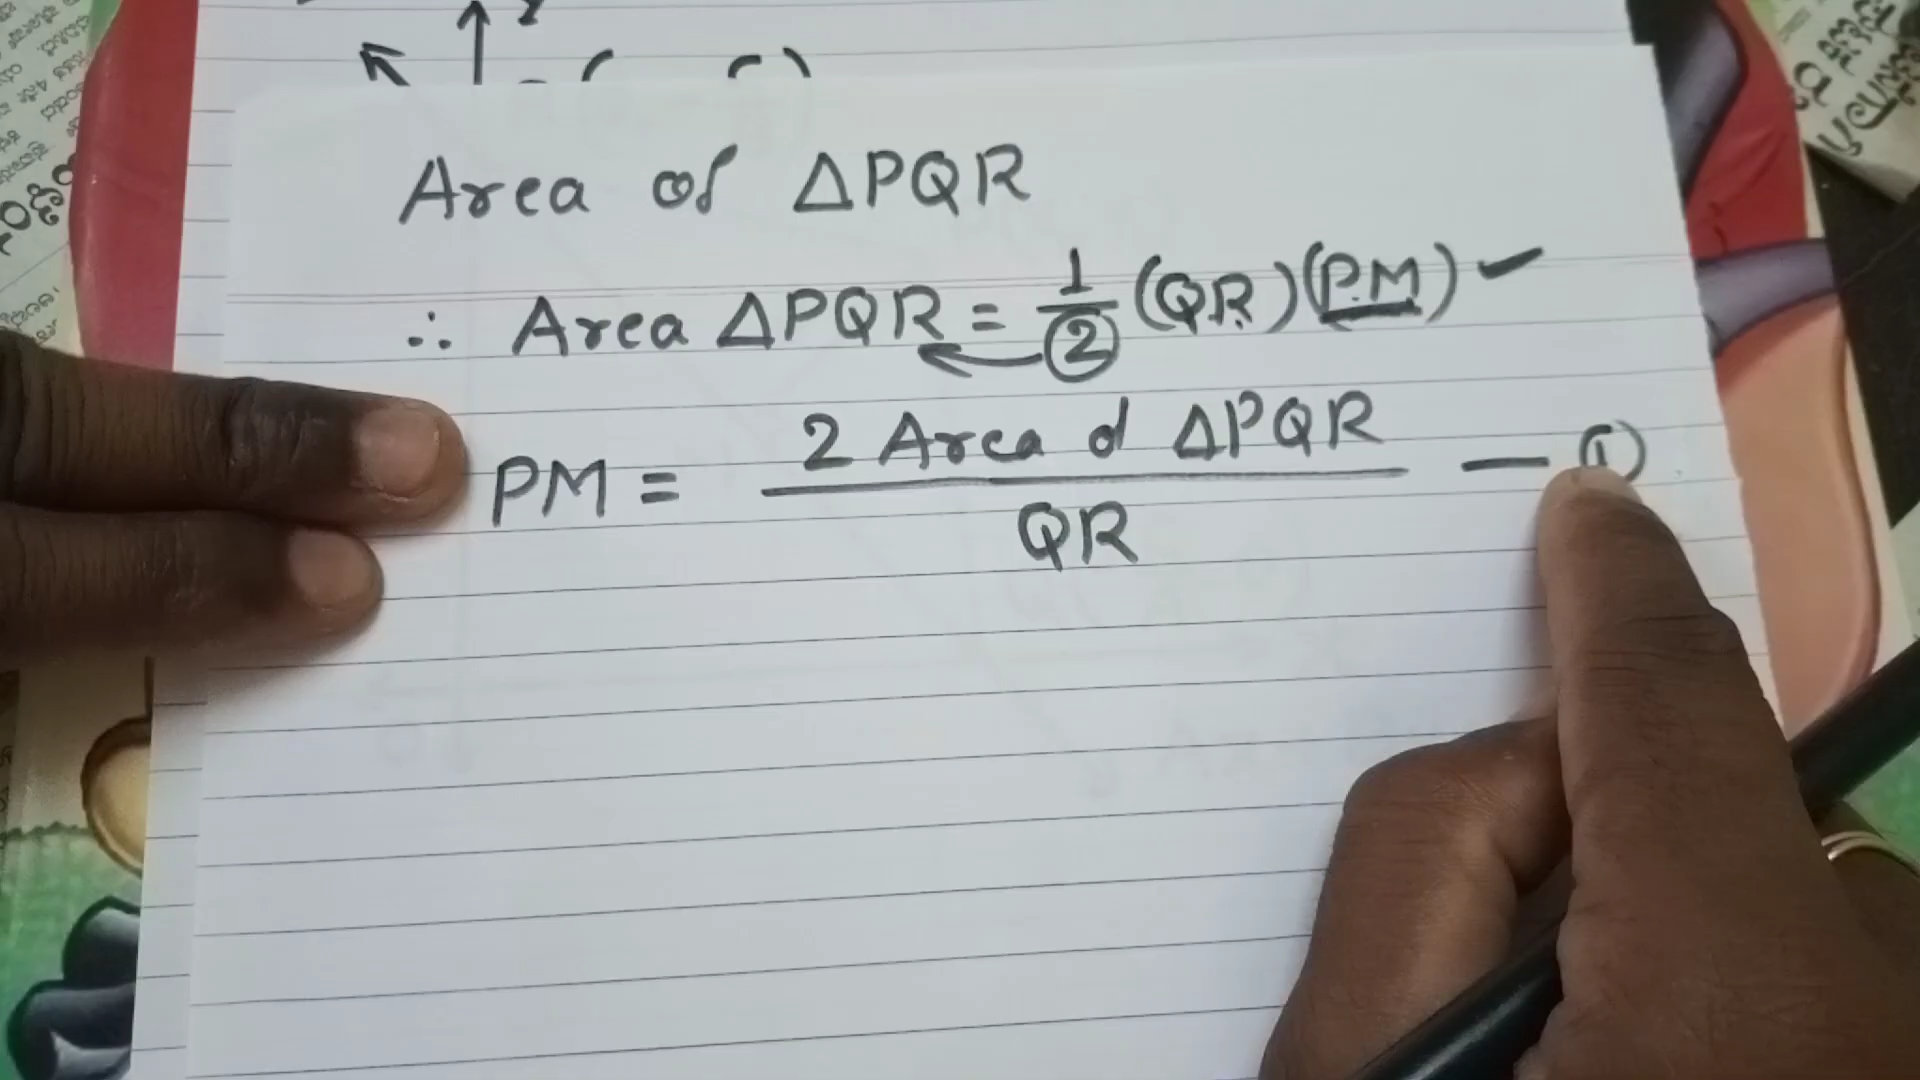 Area of ΔPQR
∴ Area ΔPQR = 1/2 (QR)(PM) ✓
PM = 2 Area of ΔPQR / QR — ①